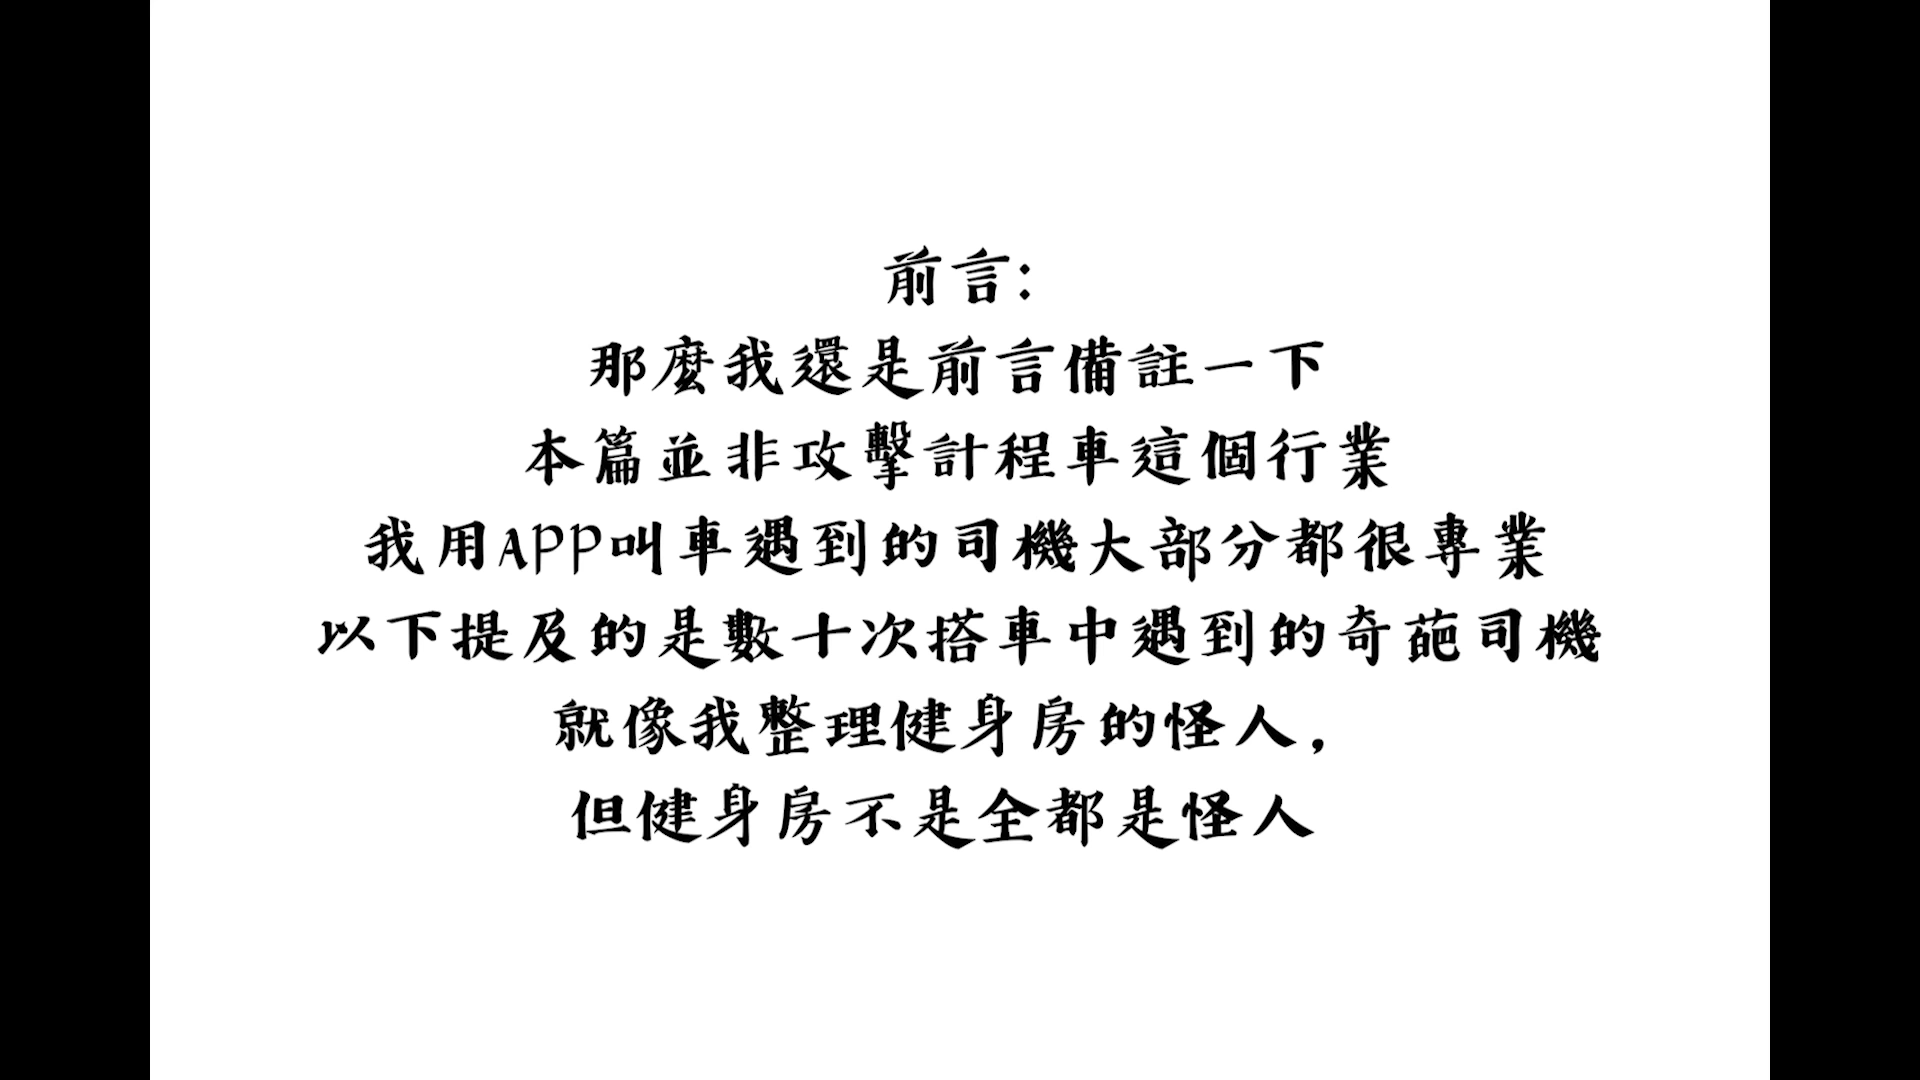 前言:
那麼我還是前言備註一下
本篇並非攻擊計程車這個行業
我用APP叫車遇到的司機大部分都很專業
以下提及的是數十次搭車中遇到的奇葩司機
就像我整理健身房的怪人,
但健身房不是全都是怪人